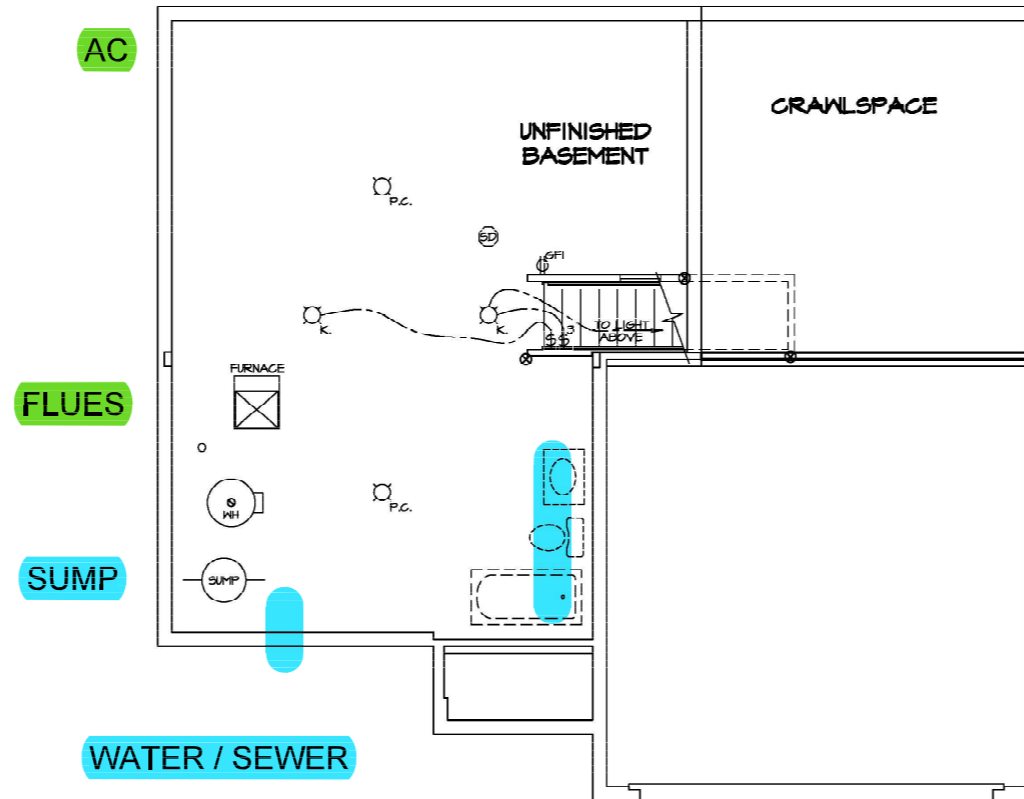 AC
CRAWLSPACE
UNFINISHED
BASEMENT
P.C.
SD
GFI
K.
K.
TO LIGHT
ABOVE
$$3
FURNACE
FLUES
P.C.
WH
SUMP
SUMP
WATER / SEWER